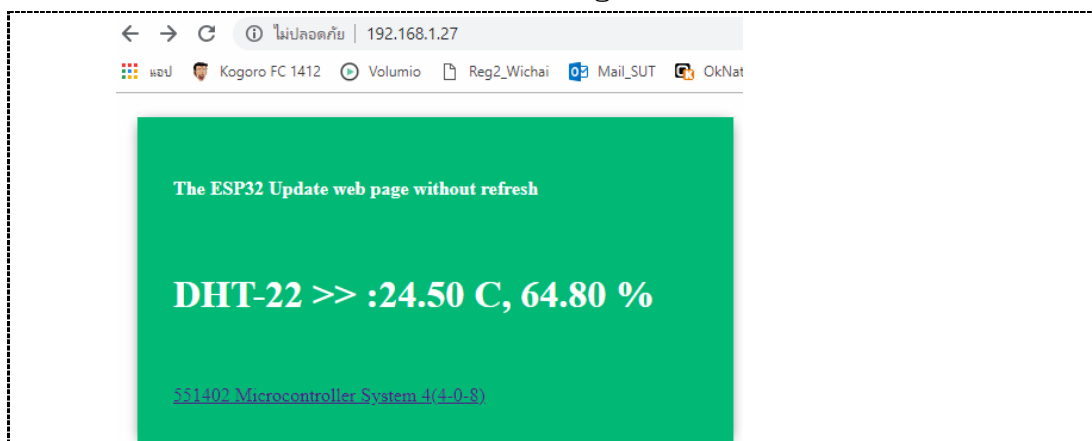 ไม่ปลอดภัย | 192.168.1.27
แอป Kogoro FC 1412 Volumio Reg2_Wichai Mail_SUT OkNat
The ESP32 Update web page without refresh
DHT-22 >> :24.50 C, 64.80 %
551402 Microcontroller System 4(4-0-8)